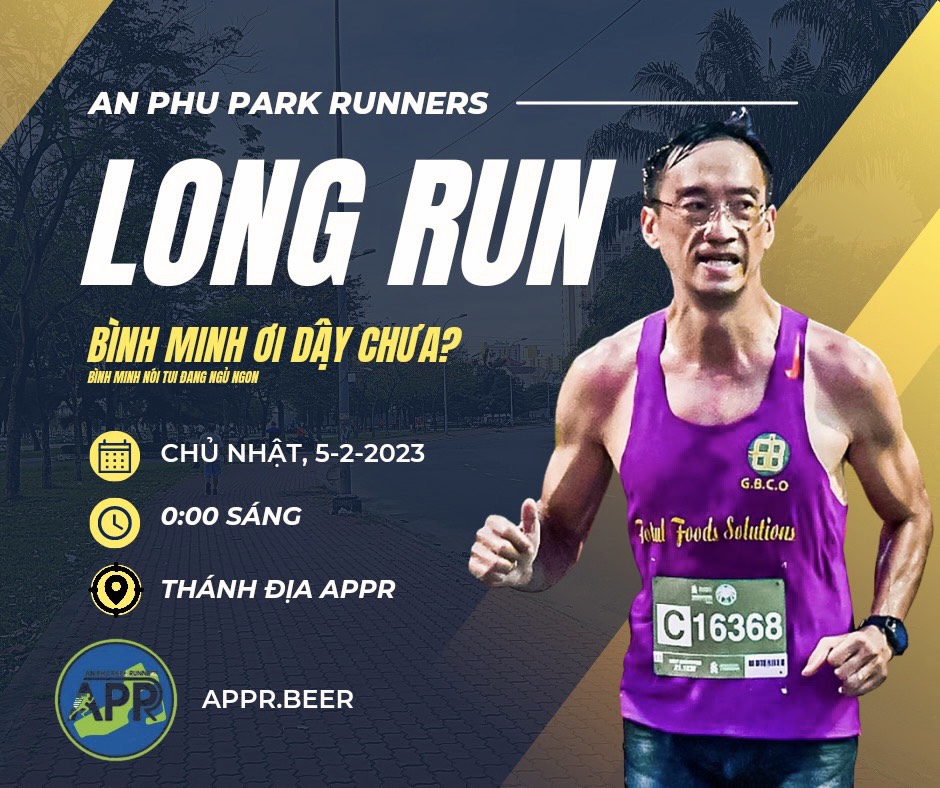 AN PHU PARK RUNNERS
LONG RUN
BÌNH MINH ƠI DẬY CHƯA?
BÌNH MINH NÓI TUI ĐANG NGỦ NGON
CHỦ NHẬT, 5-2-2023
0:00 SÁNG
THÁNH ĐỊA APPR
APPR
APPR.BEER
G.B.C.O
Foods Solutions
C 16368